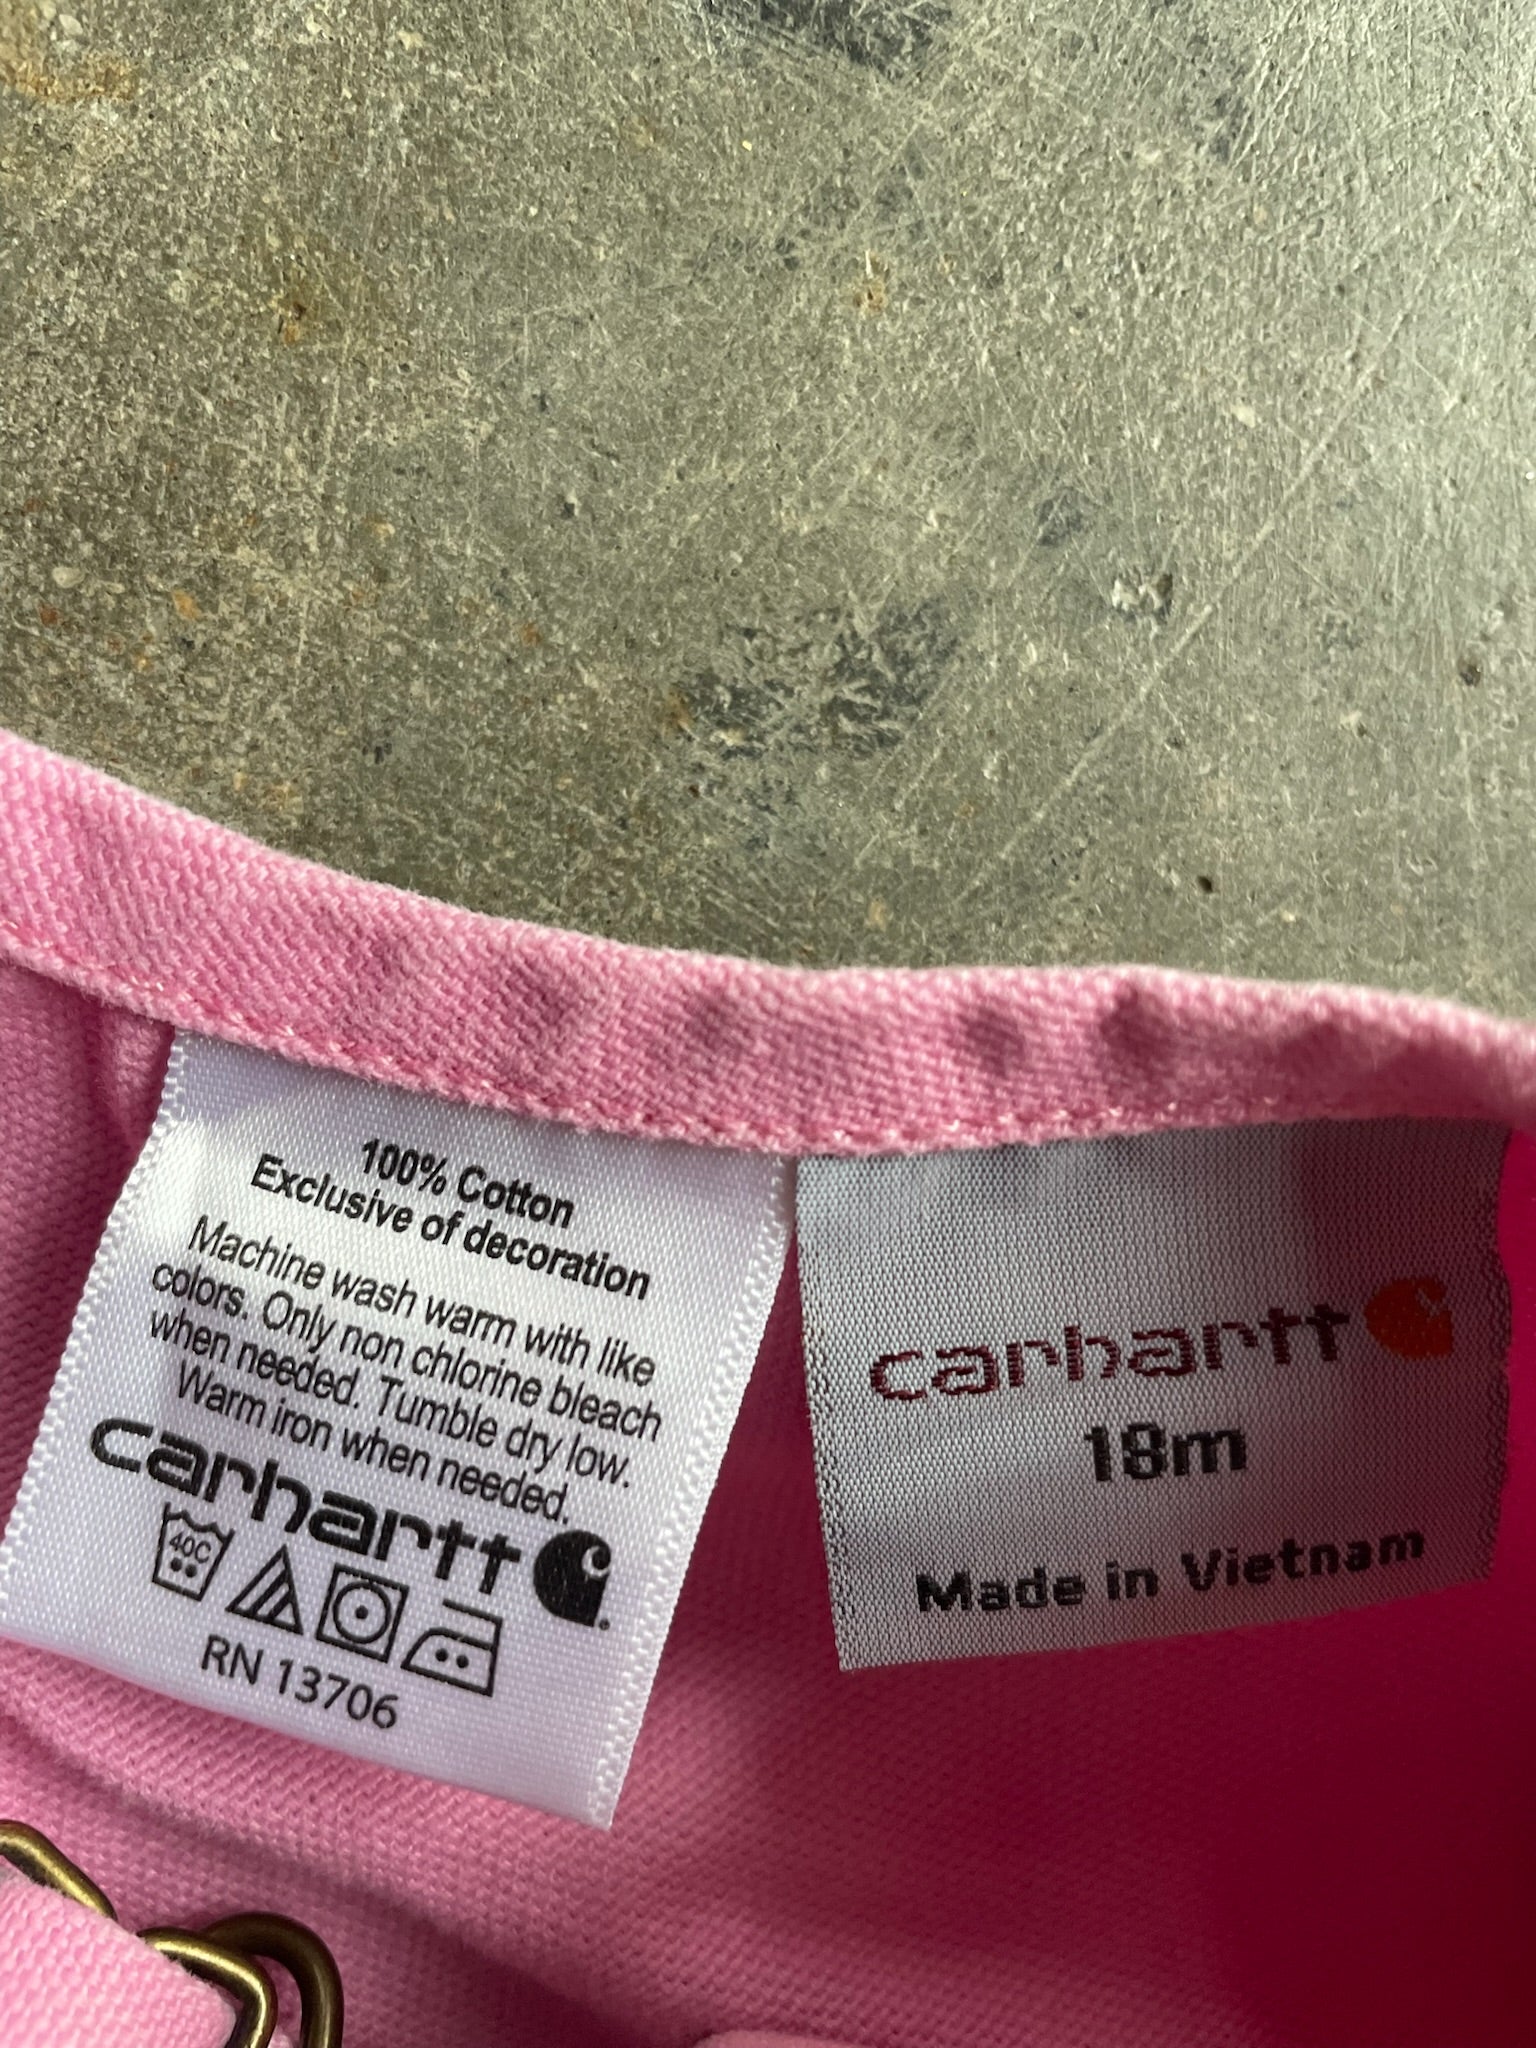 100% Cotton
Exclusive of decoration
Machine wash warm with like
colors. Only non chlorine bleach
when needed. Tumble dry low.
Warm iron when needed.
carhartt
40C
RN 13706
carhartt
18m
Made in Vietnam